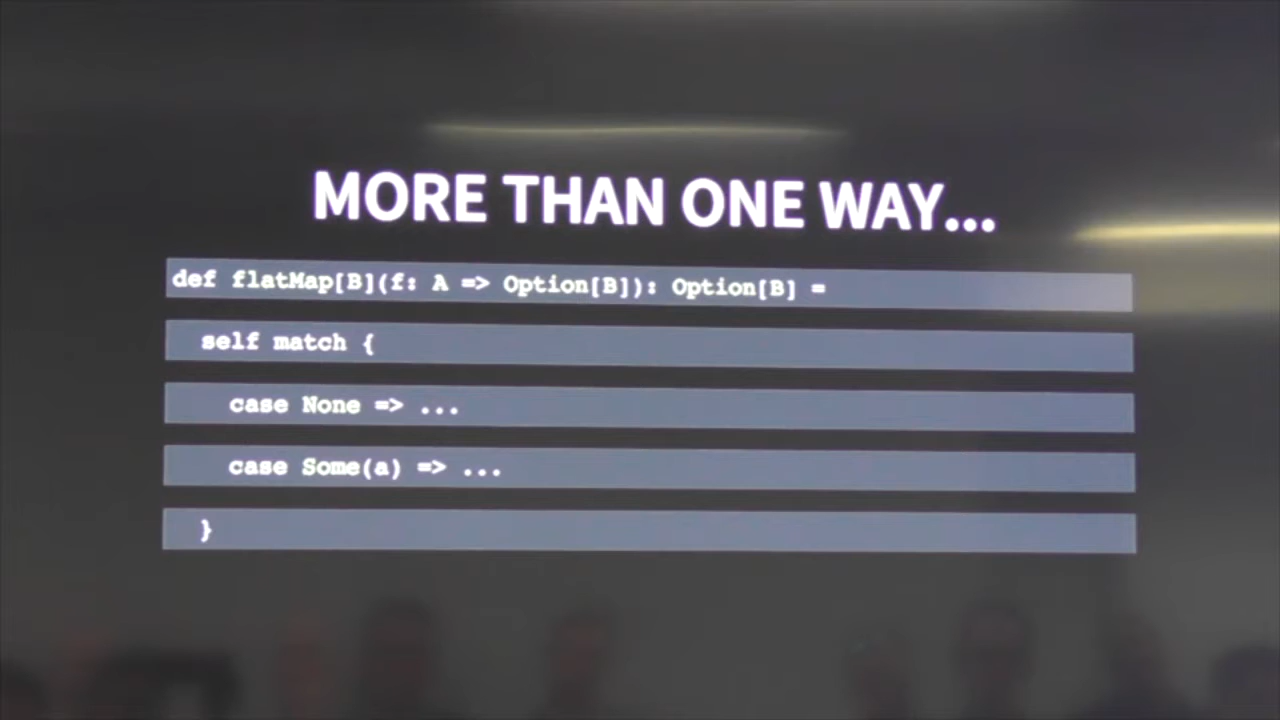 MORE THAN ONE WAY...
def flatMap[B](f: A => Option[B]): Option[B] =
  self match {
    case None => ...
    case Some(a) => ...
  }